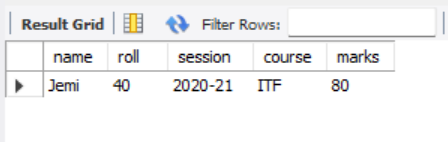 Result Grid Filter Rows:
name roll session course marks
Jemi 40 2020-21 ITF 80